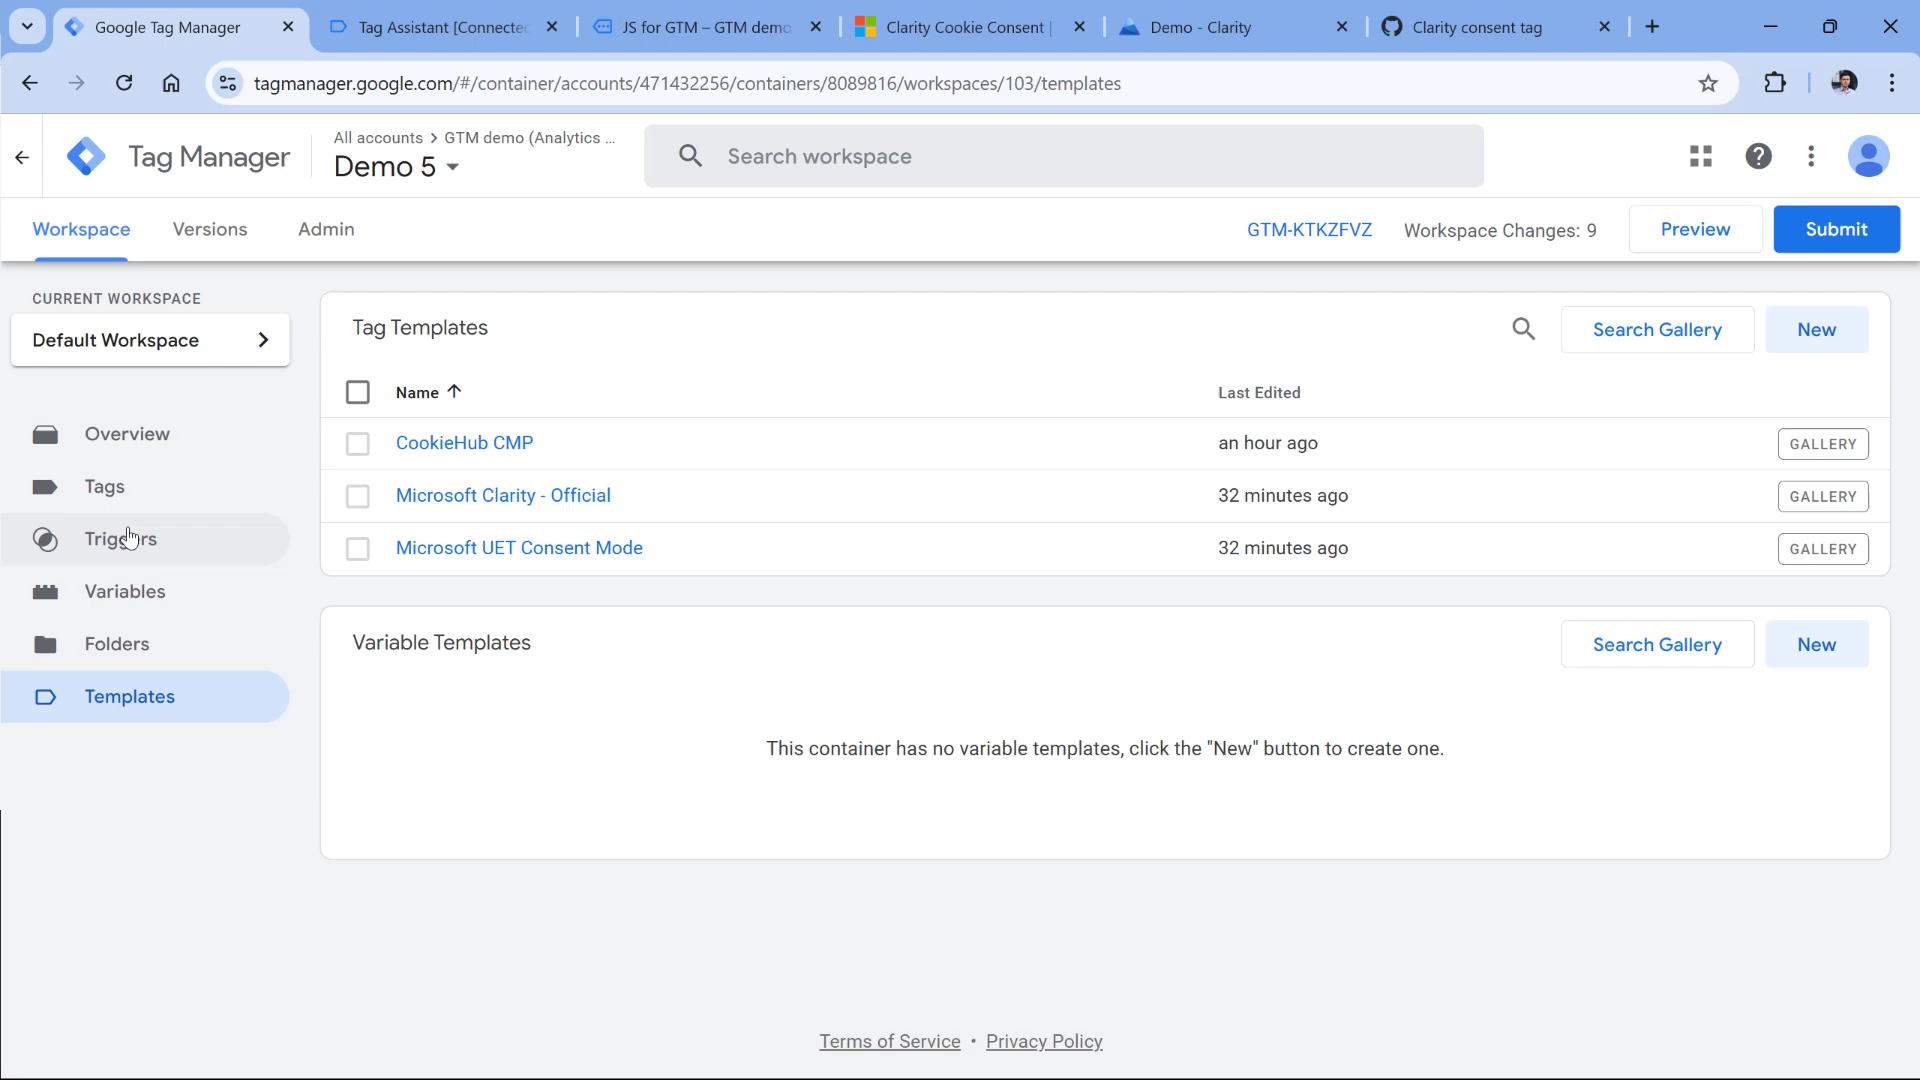 Google Tag Manager
Tag Assistant [Connected
JS for GTM – GTM demo
Clarity Cookie Consent |
Demo - Clarity
Clarity consent tag
tagmanager.google.com/#/container/accounts/471432256/containers/8089816/workspaces/103/templates
Tag Manager
All accounts > GTM demo (Analytics ...
Demo 5
Search workspace
Workspace
Versions
Admin
GTM-KTKZFVZ
Workspace Changes: 9
Preview
Submit
CURRENT WORKSPACE
Default Workspace
Overview
Tags
Triggers
Variables
Folders
Templates
Tag Templates
Search Gallery
New
Name
Last Edited
CookieHub CMP
an hour ago
GALLERY
Microsoft Clarity - Official
32 minutes ago
GALLERY
Microsoft UET Consent Mode
32 minutes ago
GALLERY
Variable Templates
Search Gallery
New
This container has no variable templates, click the "New" button to create one.
Terms of Service • Privacy Policy